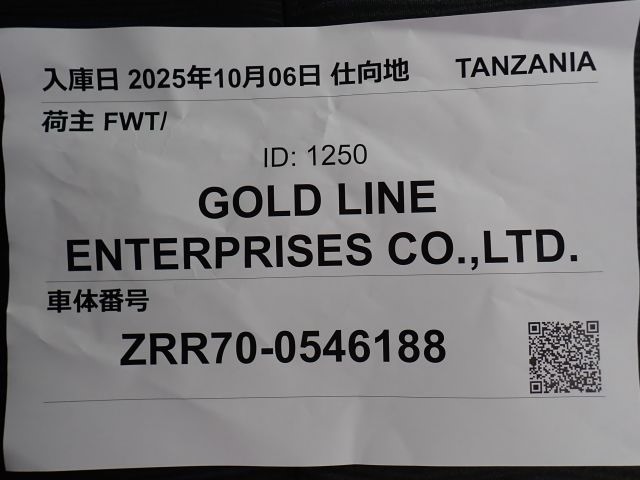 入庫日 2025年10月06日 仕向地 TANZANIA
荷主 FWT/
ID: 1250
GOLD LINE
ENTERPRISES CO.,LTD.
車体番号
ZRR70-0546188